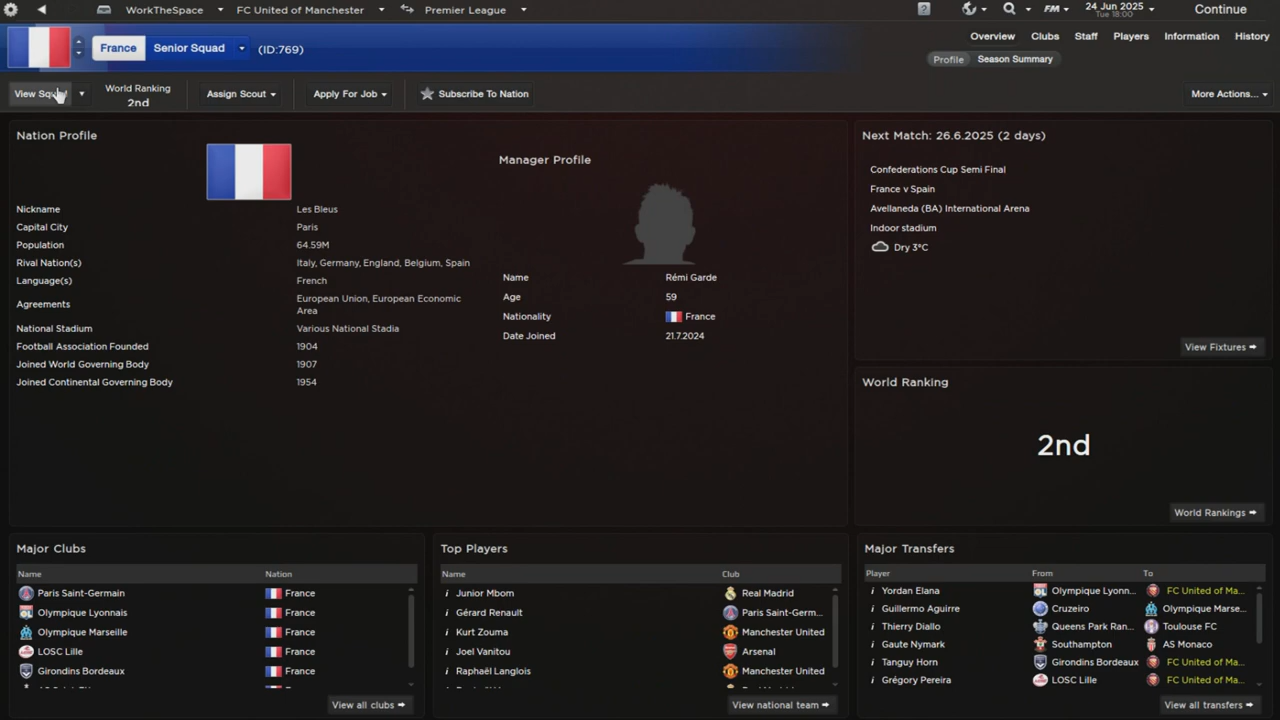 WorkTheSpace
FC United of Manchester
Premier League
?
FM
24 Jun 2025
Tue 18:00
Continue
France
Senior Squad
(ID:769)
Overview
Clubs
Staff
Players
Information
History
Profile
Season Summary
View
World Ranking
2nd
Assign Scout
Apply For Job
Subscribe To Nation
More Actions...
Nation Profile
Nickname
Les Bleus
Capital City
Paris
Population
64.59M
Rival Nation(s)
Italy, Germany, England, Belgium, Spain
Language(s)
French
Agreements
European Union, European Economic
Area
National Stadium
Various National Stadia
Football Association Founded
1904
Joined World Governing Body
1907
Joined Continental Governing Body
1954
Manager Profile
Name
Rémi Garde
Age
59
Nationality
France
Date Joined
21.7.2024
Next Match: 26.6.2025 (2 days)
Confederations Cup Semi Final
France v Spain
Avellaneda (BA) International Arena
Indoor stadium
Dry 3°C
View Fixtures
World Ranking
2nd
World Rankings
Major Clubs
Name Nation
Paris Saint-Germain France
Olympique Lyonnais France
Olympique Marseille France
LOSC Lille France
Girondins Bordeaux France
View all clubs
Top Players
Name Club
i Junior Mbom Real Madrid
i Gérard Renault Paris Saint-Germ...
i Kurt Zouma Manchester United
i Joel Vanitou Arsenal
i Raphaël Langlois Manchester United
View national team
Major Transfers
Player From To
i Yordan Elana Olympique Lyonn... FC United of Ma...
i Guillermo Aguirre Cruzeiro Olympique Marse...
i Thierry Diallo Queens Park Ran... Toulouse FC
i Gaute Nymark Southampton AS Monaco
i Tanguy Horn Girondins Bordeaux FC United of Ma...
i Grégory Pereira LOSC Lille FC United of Ma...
View all transfers